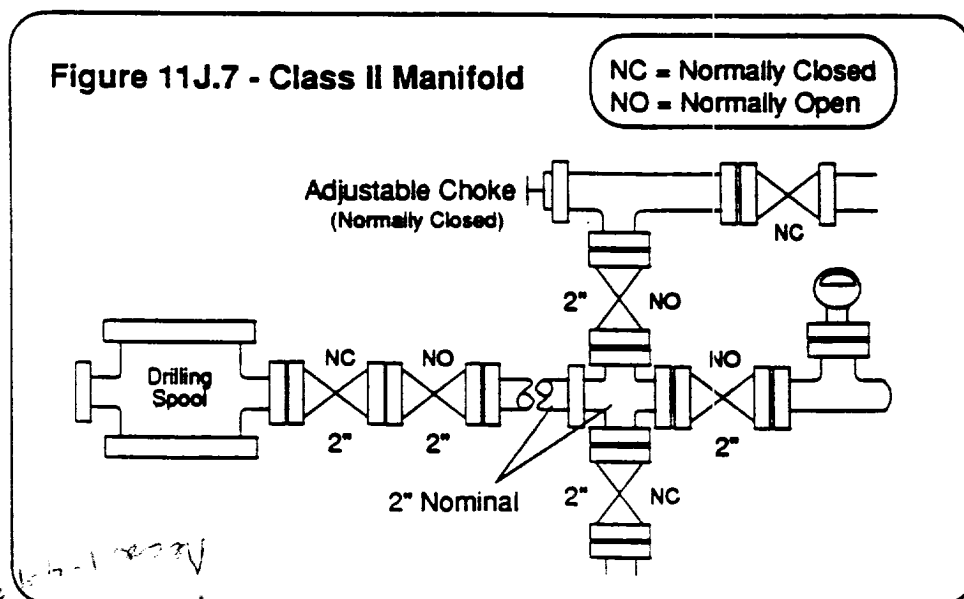 Figure 11J.7 - Class II Manifold
NC = Normally Closed
NO = Normally Open
Adjustable Choke
(Normally Closed)
NC
2" NO
NC NO
NO
Drilling
Spool
2" 2"
2"
2" Nominal
2" NC